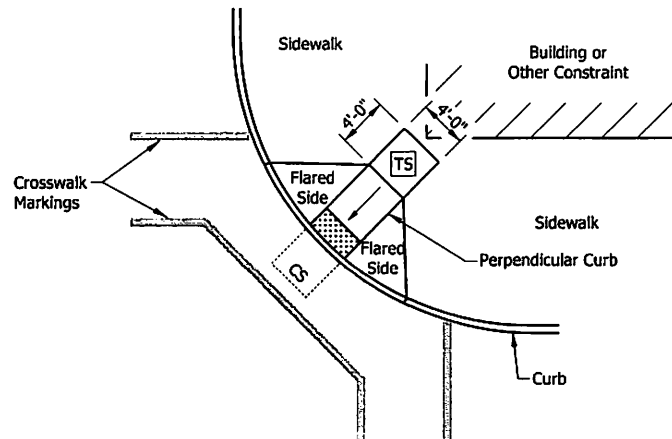 Sidewalk
Building or
Other Constraint
4'-0"
4'-0"
TS
Crosswalk
Markings
Flared
Side
Sidewalk
Flared
Side
Perpendicular Curb
CS
Curb